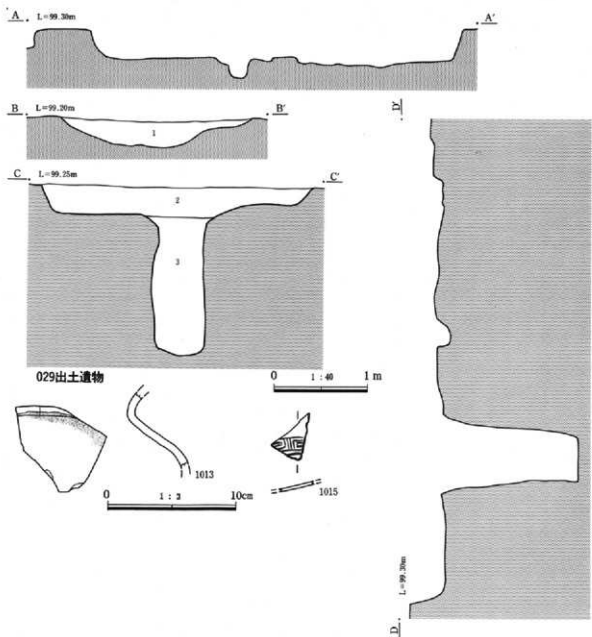 A L=99.30m A'
B L=99.20m B'
1
C L=99.25m C'
2
3
029出土遺物
0 1:40 1m
1013
1015
0 1:3 10cm
D'
L=99.30m
D